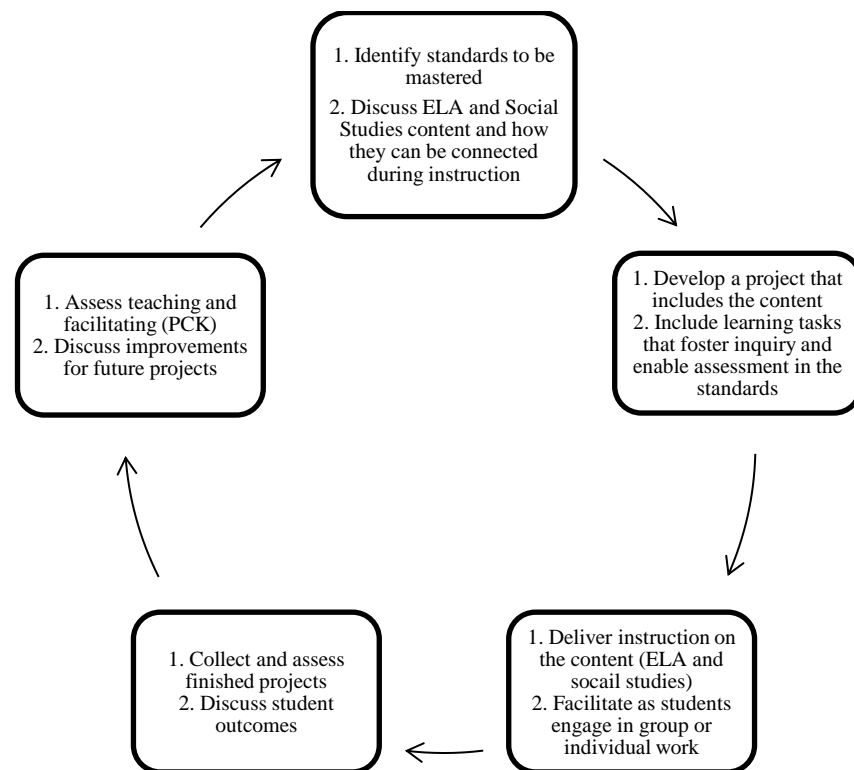 1. Identify standards to be
mastered
2. Discuss ELA and Social
Studies content and how
they can be connected
during instruction
1. Develop a project that
includes the content
2. Include learning tasks
that foster inquiry and
enable assessment in the
standards
1. Deliver instruction on
the content (ELA and
socail studies)
2. Facilitate as students
engage in group or
individual work
1. Collect and assess
finished projects
2. Discuss student
outcomes
1. Assess teaching and
facilitating (PCK)
2. Discuss improvements
for future projects